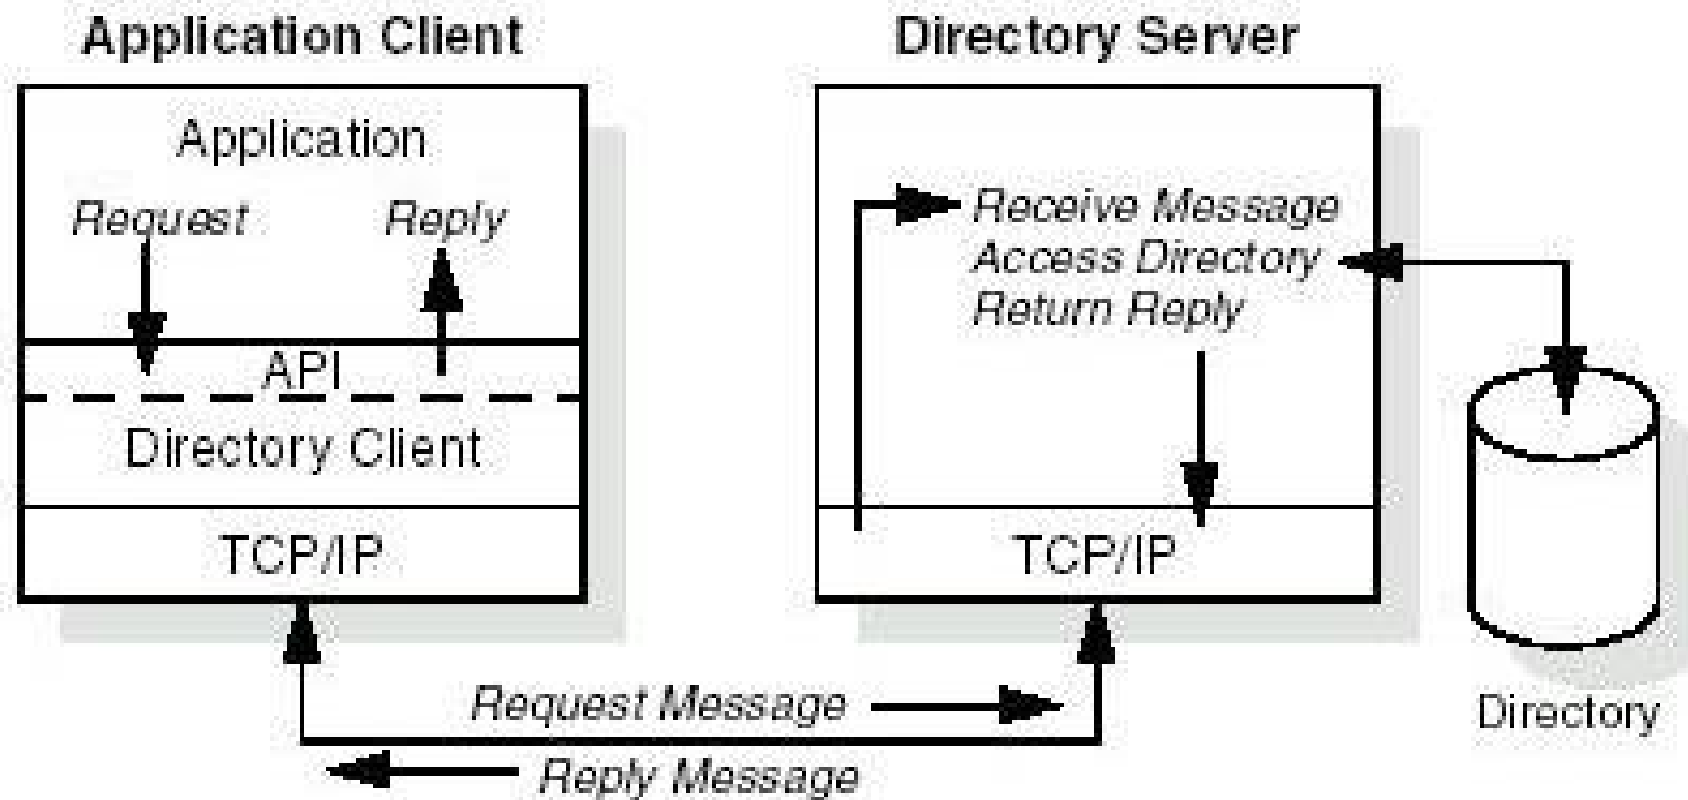 Application Client
Directory Server
Application
Request
Reply
API
Directory Client
TCP/IP
Receive Message
Access Directory
Return Reply
TCP/IP
Directory
Request Message
Reply Message